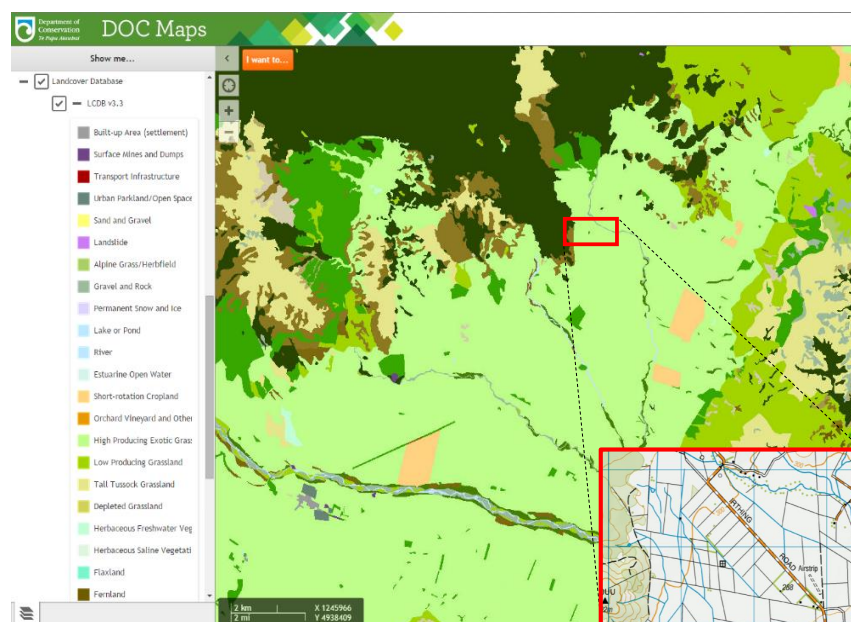 Department of
Conservation
Te Papa Atawhai
DOC Maps
Show me...
I want to...
Landcover Database
LCDB v3.3
Built-up Area (settlement)
Surface Mines and Dumps
Transport Infrastructure
Urban Parkland/Open Space
Sand and Gravel
Landslide
Alpine Grass/Herbfield
Gravel and Rock
Permanent Snow and Ice
Lake or Pond
River
Estuarine Open Water
Short-rotation Cropland
Orchard Vineyard and Other
High Producing Exotic Gras
Low Producing Grassland
Tall Tussock Grassland
Depleted Grassland
Herbaceous Freshwater Veg
Herbaceous Saline Vegetati
Flaxland
Fernland
2 km
2 mi
X 1245966
Y 4938409
IRTHING
ROAD
Airstrip
288